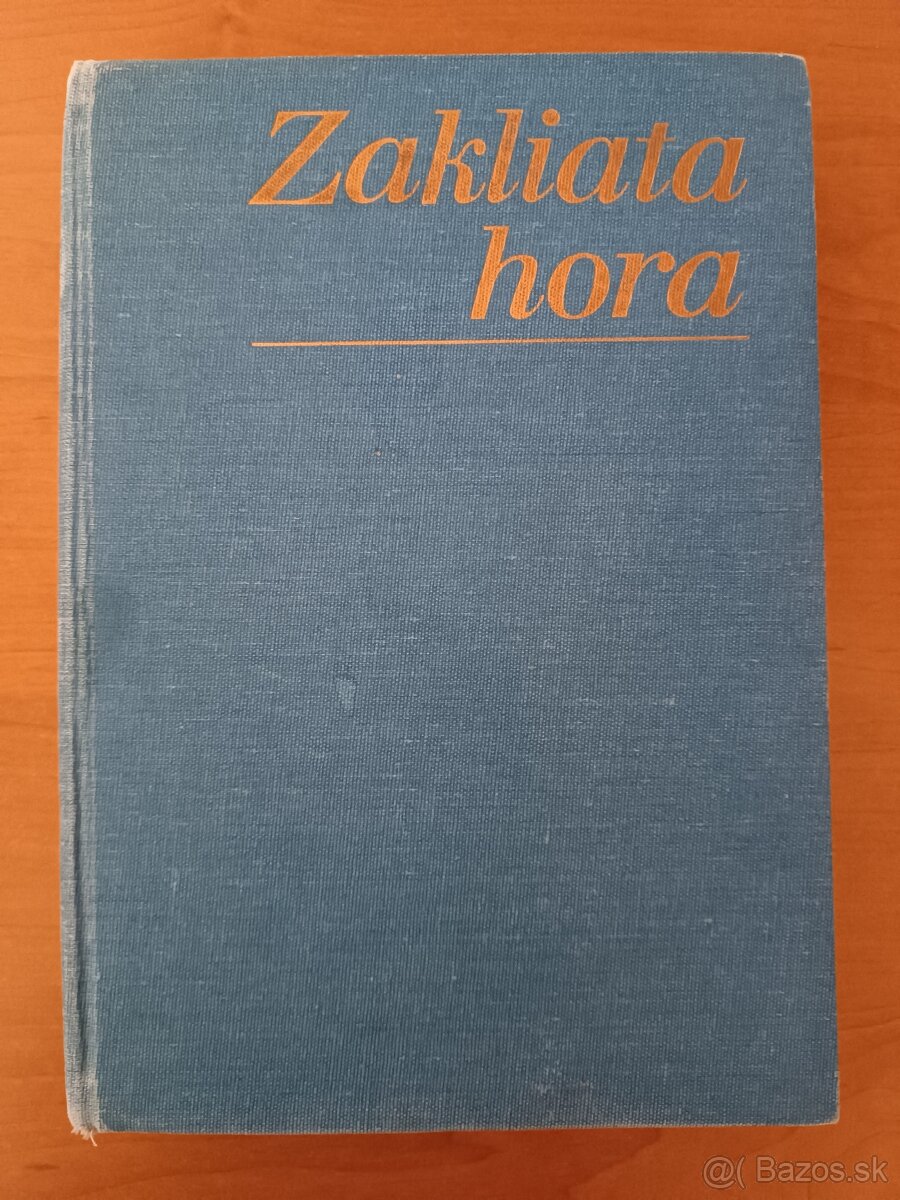 Zakliata
hora
@( Bazos.sk